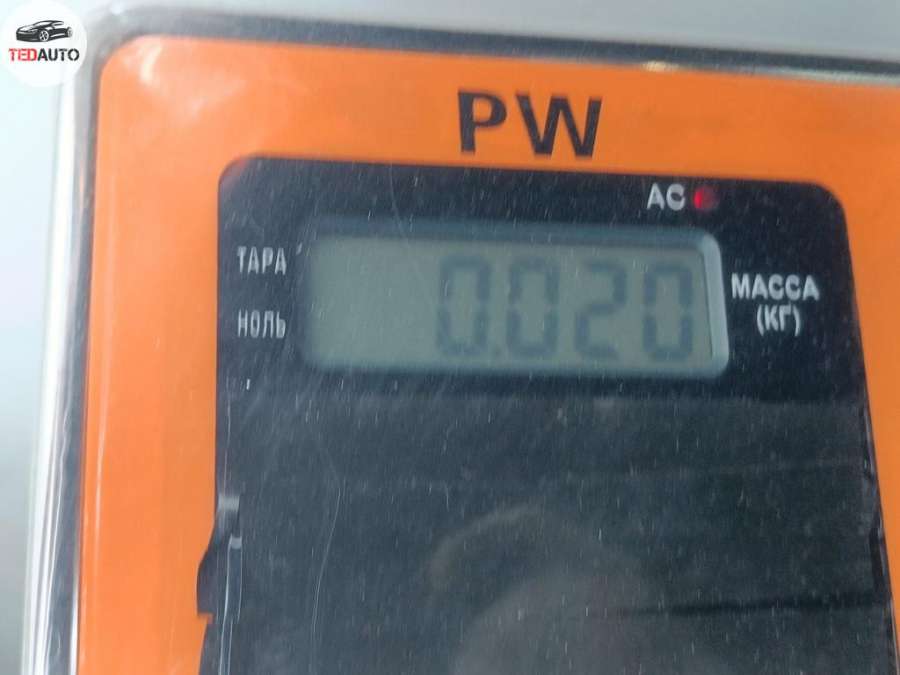 TEDAUTO
PW
AC
ТАРА
НОЛЬ
0.020
МАССА
(КГ)